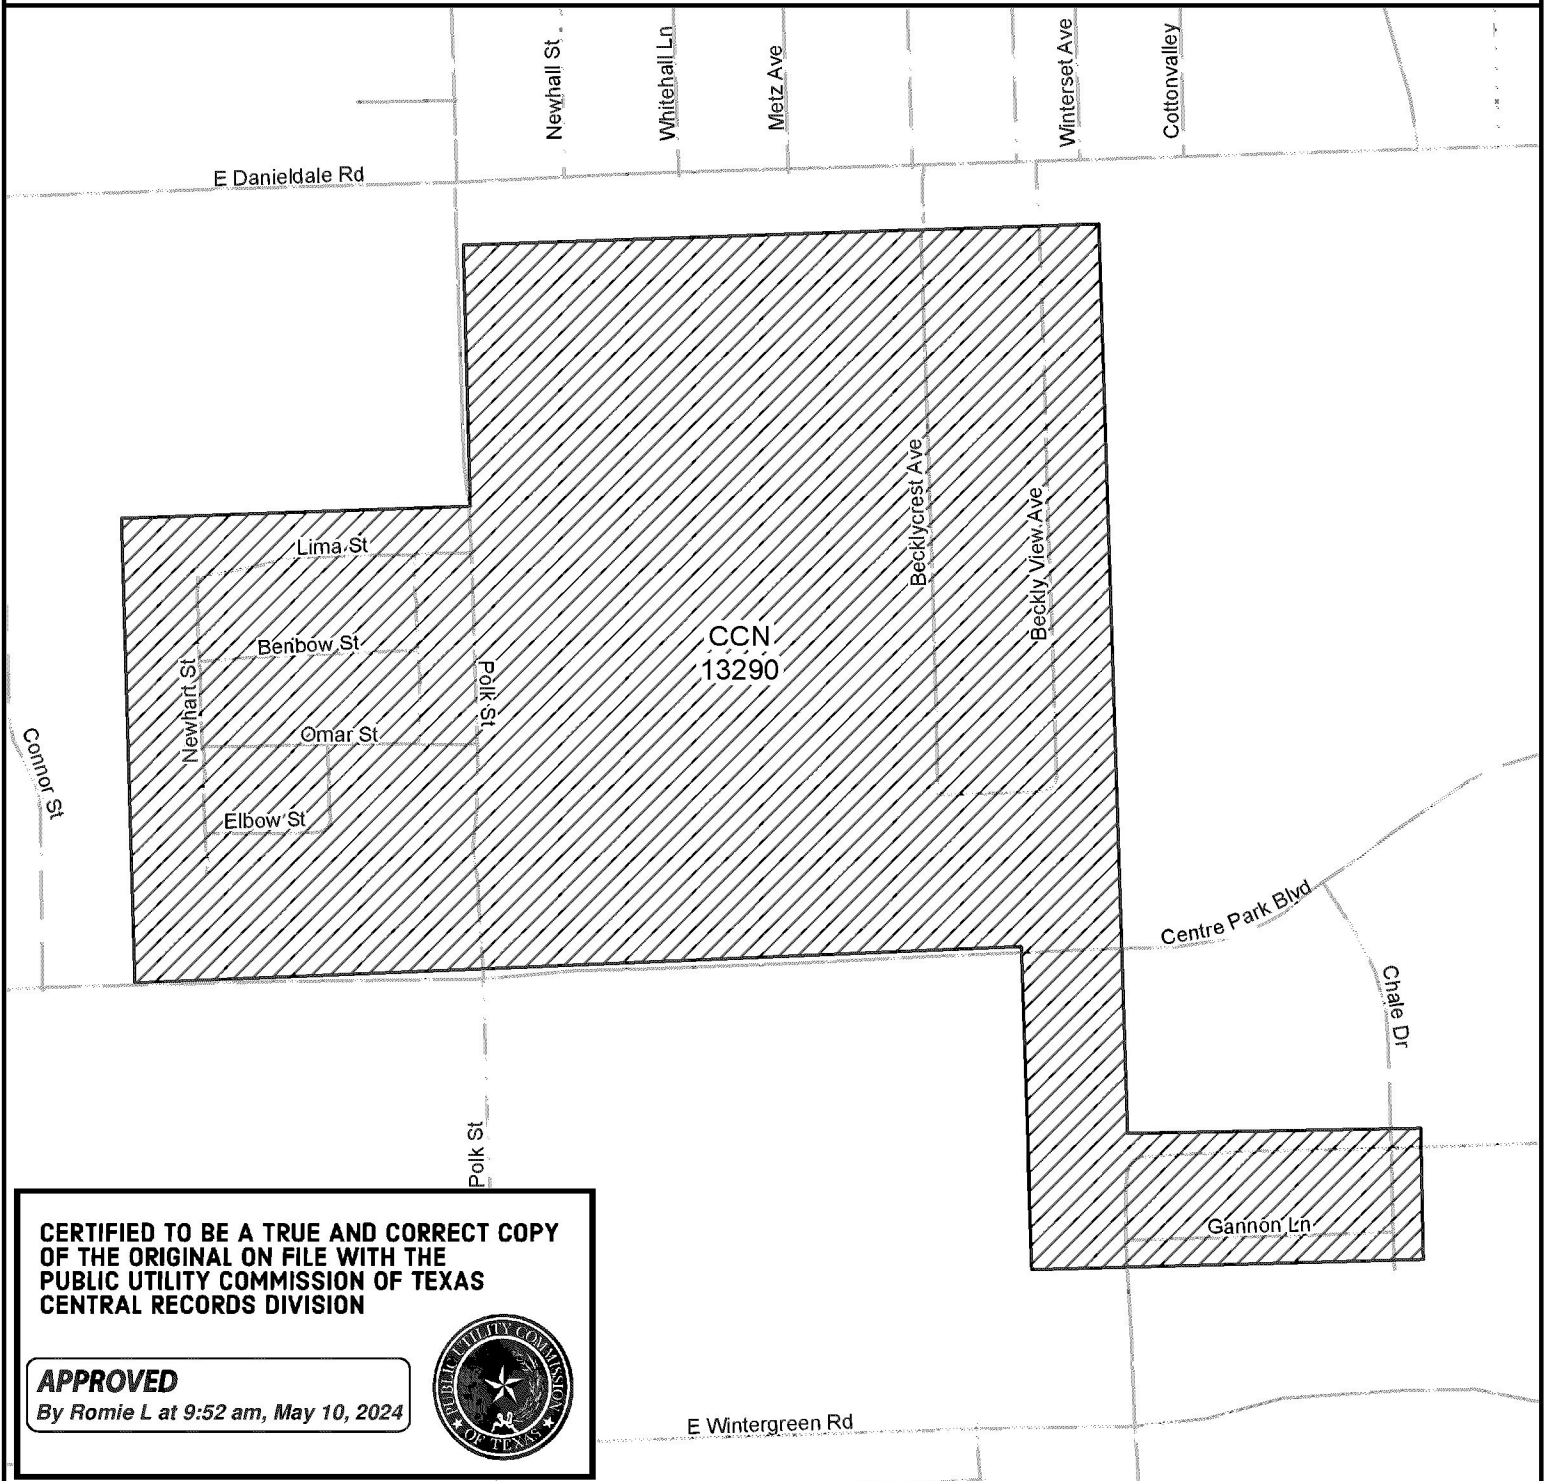 Newhall St
Whitehall Ln
Metz Ave
Winterset Ave
Cottonvalley
E Danieldale Rd
Becklycrest Ave
Beckly View Ave
Lima St
Benbow St
CCN
13290
Newhart St
Polk St
Omar St
Connor St
Elbow St
Centre Park Blvd
Chale Dr
Polk St
Gannon Ln
CERTIFIED TO BE A TRUE AND CORRECT COPY
OF THE ORIGINAL ON FILE WITH THE
PUBLIC UTILITY COMMISSION OF TEXAS
CENTRAL RECORDS DIVISION
PUBLIC UTILITY COMMISSION
OF TEXAS
APPROVED
By Romie L at 9:52 am, May 10, 2024
E Wintergreen Rd